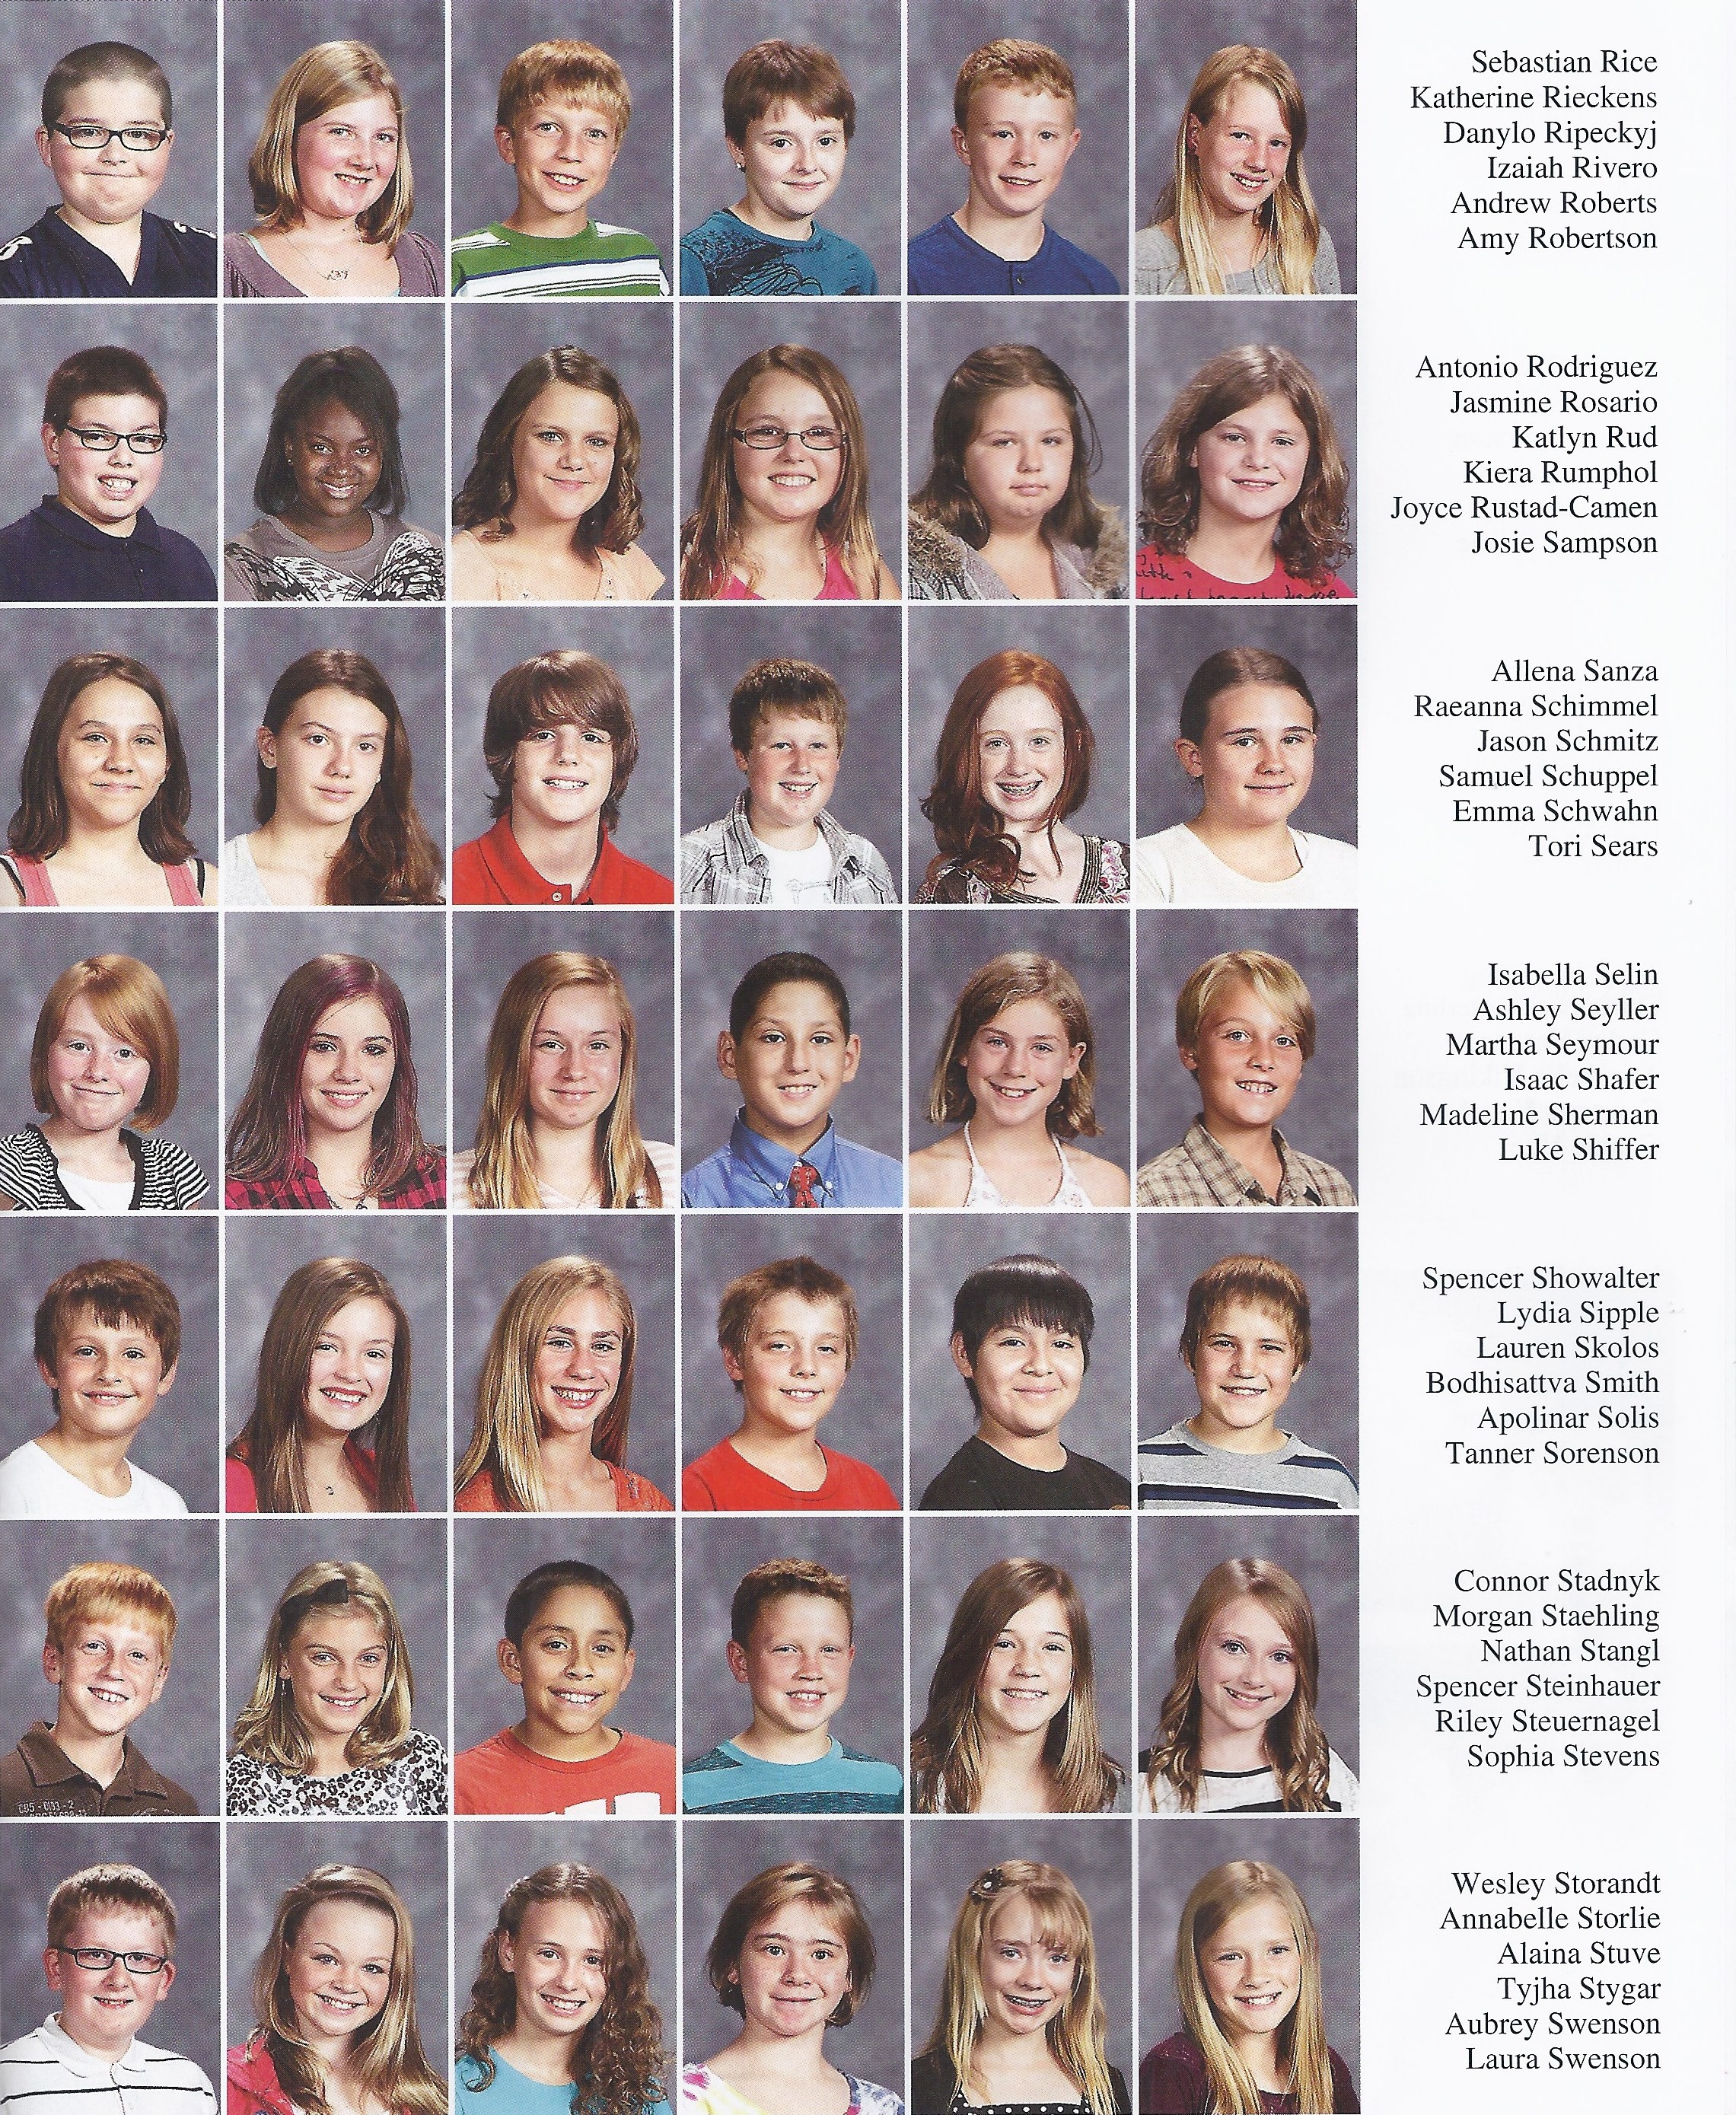 Sebastian Rice
Katherine Rieckens
Danylo Ripeckyj
Izaiah Rivero
Andrew Roberts
Amy Robertson
Antonio Rodriguez
Jasmine Rosario
Katlyn Rud
Kiera Rumphol
Joyce Rustad-Camen
Josie Sampson
Allena Sanza
Raeanna Schimmel
Jason Schmitz
Samuel Schuppel
Emma Schwahn
Tori Sears
Isabella Selin
Ashley Seyller
Martha Seymour
Isaac Shafer
Madeline Sherman
Luke Shiffer
Spencer Showalter
Lydia Sipple
Lauren Skolos
Bodhisattva Smith
Apolinar Solis
Tanner Sorenson
Connor Stadnyk
Morgan Staehling
Nathan Stangl
Spencer Steinhauer
Riley Steuernagel
Sophia Stevens
Wesley Storandt
Annabelle Storlie
Alaina Stuve
Tyjha Stygar
Aubrey Swenson
Laura Swenson